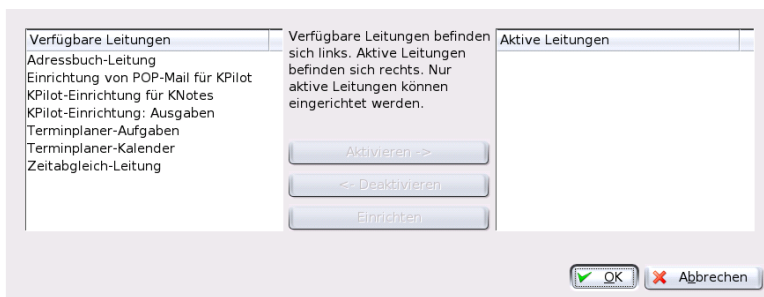 Verfügbare Leitungen
Adressbuch-Leitung
Einrichtung von POP-Mail für KPilot
KPilot-Einrichtung für KNotes
KPilot-Einrichtung: Ausgaben
Terminplaner-Aufgaben
Terminplaner-Kalender
Zeitabgleich-Leitung
Verfügbare Leitungen befinden
sich links. Aktive Leitungen
befinden sich rechts. Nur
aktive Leitungen können
eingerichtet werden.
Aktivieren ->
<- Deaktivieren
Einrichten
Aktive Leitungen
OK
Abbrechen